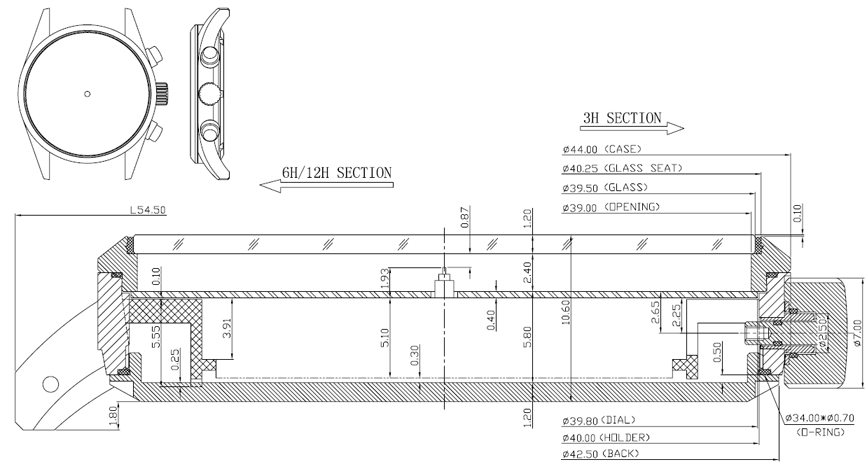 3H SECTION
Ø44.00 (CASE)
Ø40.25 (GLASS SEAT)
6H/12H SECTION
Ø39.50 (GLASS)
Ø39.00 (OPENING)
L54.50
0.87
1.20
0.10
0.10
1.93
2.40
5.55
3.91
5.10
0.40
10.60
2.65
2.25
5.80
Ø2.50
Ø7.00
0.25
0.30
0.50
1.80
1.20
Ø39.80 (DIAL)
Ø34.00*Ø0.70
(O-RING)
Ø40.00 (HOLDER)
Ø42.50 (BACK)